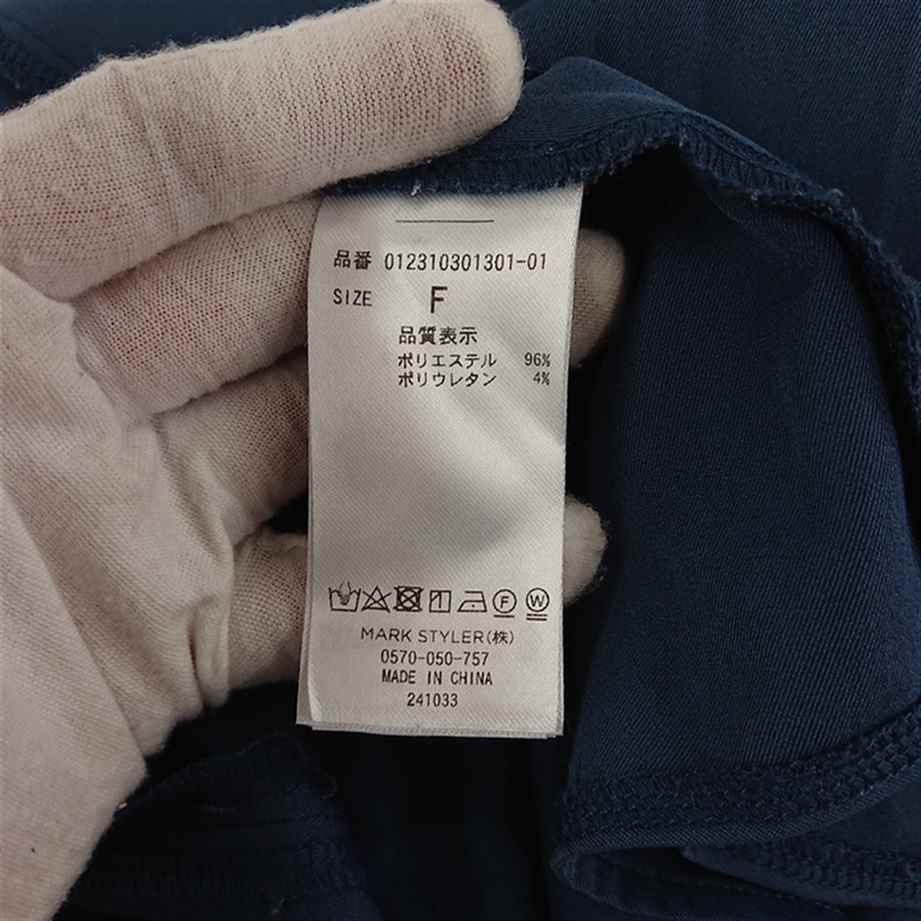 品番 012310301301-01
SIZE F
品質表示
ポリエステル 96%
ポリウレタン 4%
F W
MARK STYLER(株)
0570-050-757
MADE IN CHINA
241033